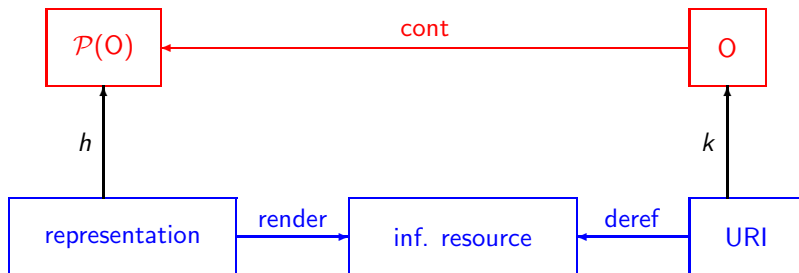 cont
𝒫(O)
O
h
k
render
deref
representation
inf. resource
URI